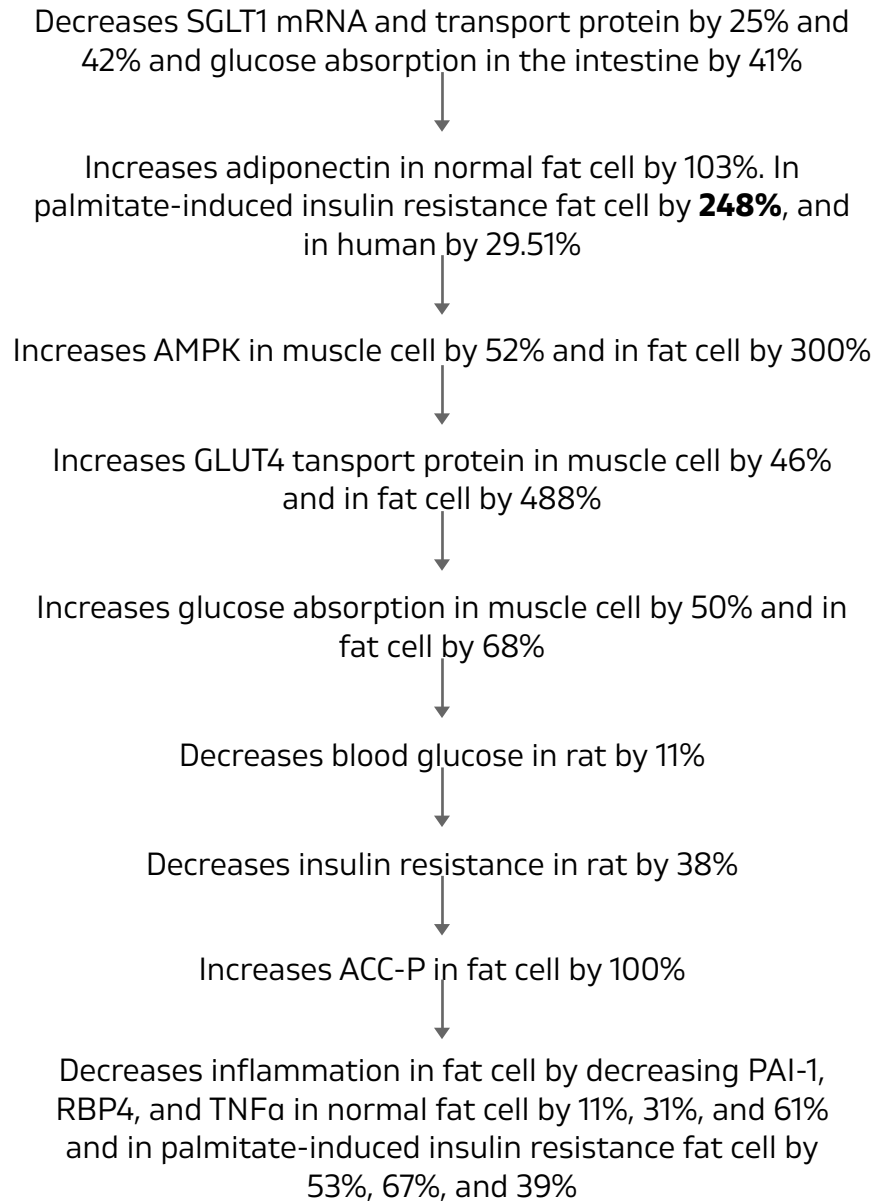 Decreases SGLT1 mRNA and transport protein by 25% and
42% and glucose absorption in the intestine by 41%
Increases adiponectin in normal fat cell by 103%. In
palmitate-induced insulin resistance fat cell by 248%, and
in human by 29.51%
Increases AMPK in muscle cell by 52% and in fat cell by 300%
Increases GLUT4 tansport protein in muscle cell by 46%
and in fat cell by 488%
Increases glucose absorption in muscle cell by 50% and in
fat cell by 68%
Decreases blood glucose in rat by 11%
Decreases insulin resistance in rat by 38%
Increases ACC-P in fat cell by 100%
Decreases inflammation in fat cell by decreasing PAI-1,
RBP4, and TNFα in normal fat cell by 11%, 31%, and 61%
and in palmitate-induced insulin resistance fat cell by
53%, 67%, and 39%